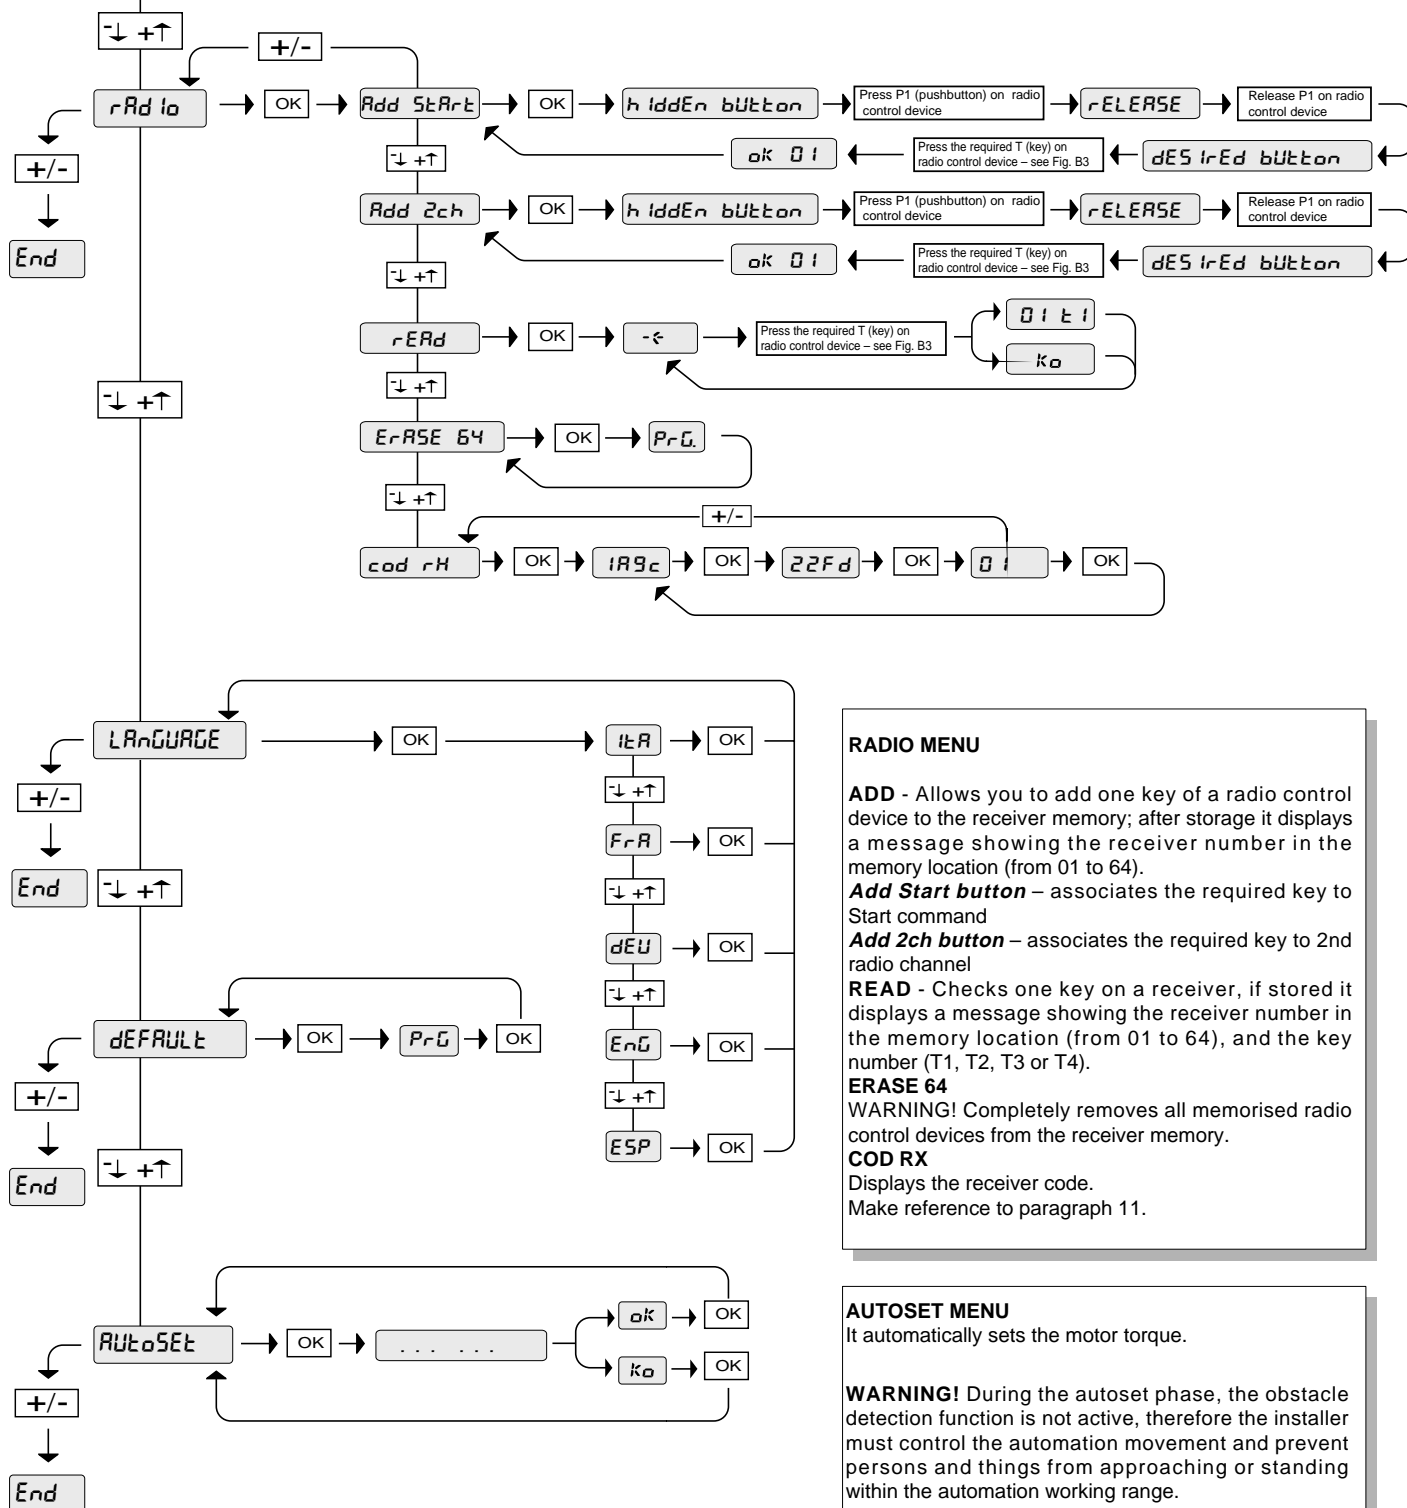 -↓ +↑
+/-
rAdIo
OK
Add StArt
OK
hIddEn bUtton
Press P1 (pushbutton) on radio
control device
rELEASE
Release P1 on radio
control device
+/-
-↓ +↑
oK 01
Press the required T (key) on
radio control device – see Fig. B3
dESIrEd bUtton
End
Add 2ch
OK
hIddEn bUtton
Press P1 (pushbutton) on radio
control device
rELEASE
Release P1 on radio
control device
-↓ +↑
oK 01
Press the required T (key) on
radio control device – see Fig. B3
dESIrEd bUtton
rEAd
OK
Press the required T (key) on
radio control device – see Fig. B3
01 t1
Ko
-↓ +↑
-↓ +↑
ErASE 64
OK
PrG.
-↓ +↑
+/-
cod rH
OK
1A9c
OK
22Fd
OK
01
OK
LAnGUAGE
OK
ItA
OK
+/-
-↓ +↑
FrA
OK
End
-↓ +↑
-↓ +↑
dEU
OK
-↓ +↑
dEFAULt
OK
PrG
OK
EnG
OK
+/-
-↓ +↑
ESP
OK
End
-↓ +↑
RADIO MENU
ADD - Allows you to add one key of a radio control
device to the receiver memory; after storage it displays
a message showing the receiver number in the
memory location (from 01 to 64).
Add Start button – associates the required key to
Start command
Add 2ch button – associates the required key to 2nd
radio channel
READ - Checks one key on a receiver, if stored it
displays a message showing the receiver number in
the memory location (from 01 to 64), and the key
number (T1, T2, T3 or T4).
ERASE 64
WARNING! Completely removes all memorised radio
control devices from the receiver memory.
COD RX
Displays the receiver code.
Make reference to paragraph 11.
AUtoSEt
OK
... ...
oK
OK
Ko
OK
+/-
End
AUTOSET MENU
It automatically sets the motor torque.
WARNING! During the autoset phase, the obstacle
detection function is not active, therefore the installer
must control the automation movement and prevent
persons and things from approaching or standing
within the automation working range.